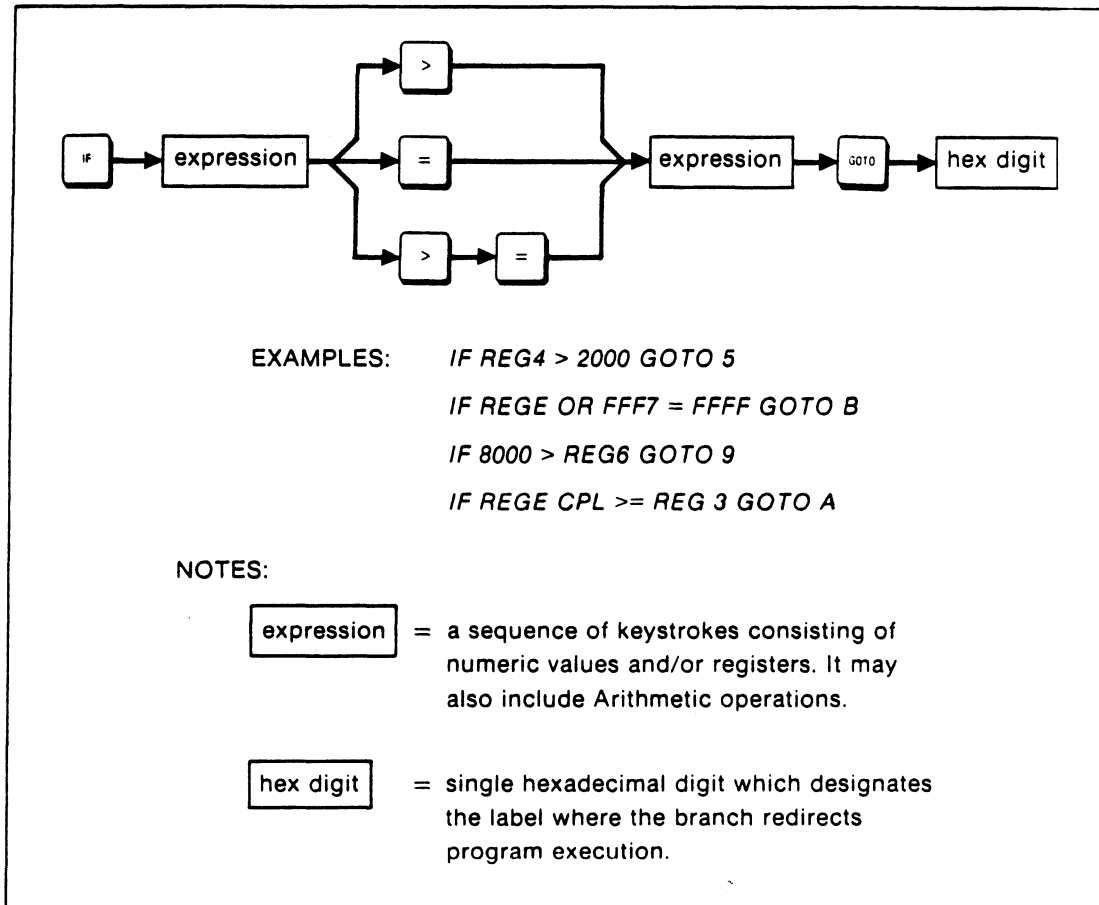 >
IF expression = expression GOTO hex digit
> =
EXAMPLES: IF REG4 > 2000 GOTO 5
IF REGE OR FFF7 = FFFF GOTO B
IF 8000 > REG6 GOTO 9
IF REGE CPL >= REG 3 GOTO A
NOTES:
expression = a sequence of keystrokes consisting of
numeric values and/or registers. It may
also include Arithmetic operations.
hex digit = single hexadecimal digit which designates
the label where the branch redirects
program execution.